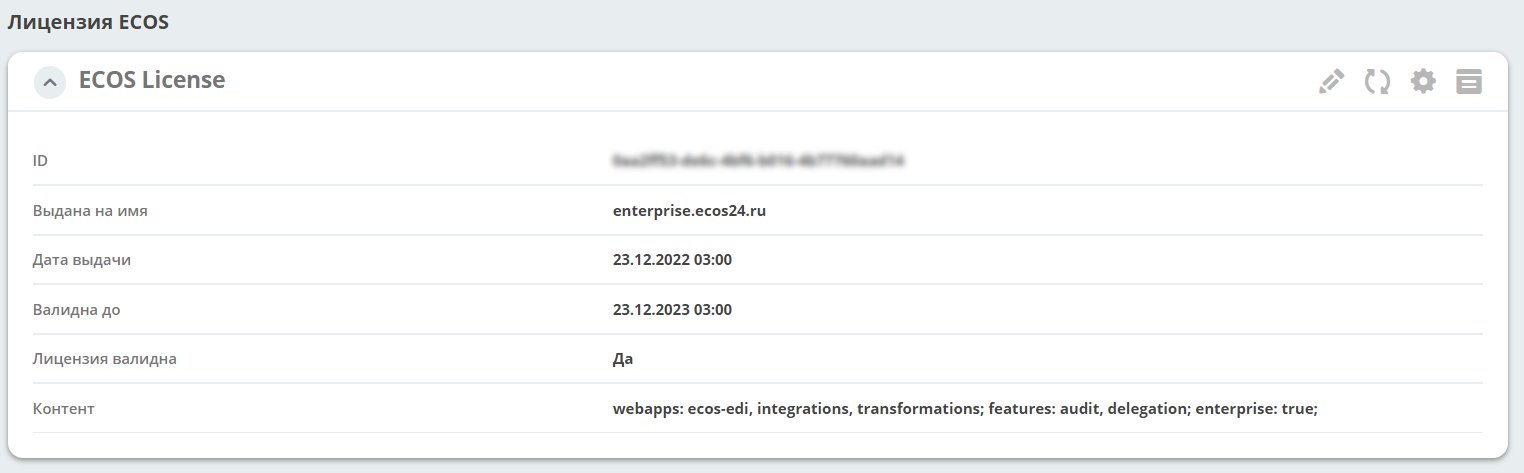 Лицензия ECOS
ECOS License
ID
Выдана на имя enterprise.ecos24.ru
Дата выдачи 23.12.2022 03:00
Валидна до 23.12.2023 03:00
Лицензия валидна Да
Контент webapps: ecos-edi, integrations, transformations; features: audit, delegation; enterprise: true;